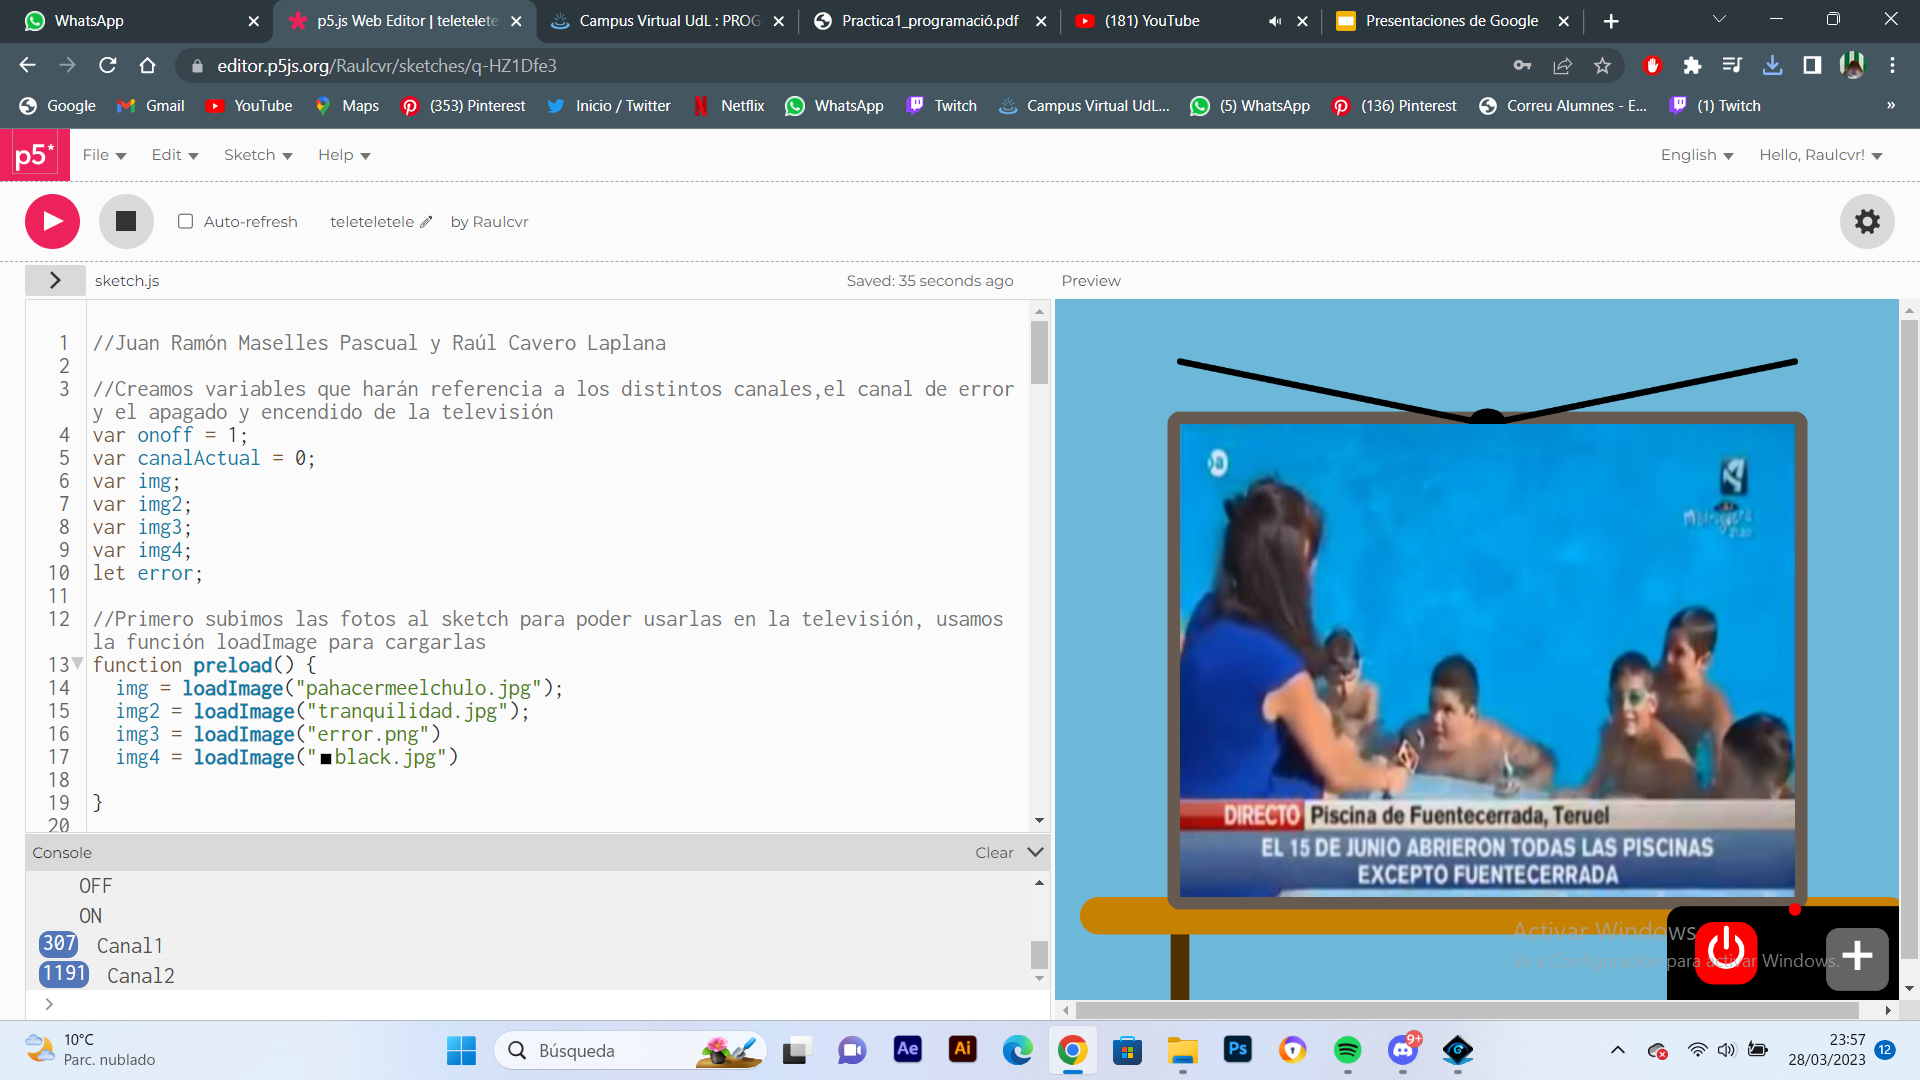 WhatsApp
p5.js Web Editor | teletelete
Campus Virtual UdL : PROG
Practica1_programació.pdf
(181) YouTube
Presentaciones de Google
editor.p5js.org/Raulcvr/sketches/q-HZ1Dfe3
Google
Gmail
YouTube
Maps
(353) Pinterest
Inicio / Twitter
Netflix
WhatsApp
Twitch
Campus Virtual UdL...
(5) WhatsApp
(136) Pinterest
Correu Alumnes - E...
(1) Twitch
»
p5*
File
Edit
Sketch
Help
English
Hello, Raulcvr!
Auto-refresh
teleteletele
by Raulcvr
sketch.js
Saved: 35 seconds ago
Preview
1 //Juan Ramón Maselles Pascual y Raúl Cavero Laplana
2
3 //Creamos variables que harán referencia a los distintos canales,el canal de error
y el apagado y encendido de la televisión
4 var onoff = 1;
5 var canalActual = 0;
6 var img;
7 var img2;
8 var img3;
9 var img4;
10 let error;
11
12 //Primero subimos las fotos al sketch para poder usarlas en la televisión, usamos
la función loadImage para cargarlas
13 function preload() {
14 img = loadImage("pahacermeelchulo.jpg");
15 img2 = loadImage("tranquilidad.jpg");
16 img3 = loadImage("error.png")
17 img4 = loadImage("black.jpg")
18
19 }
20
DIRECTO Piscina de Fuentecerrada, Teruel
EL 15 DE JUNIO ABRIERON TODAS LAS PISCINAS
EXCEPTO FUENTECERRADA
Activar Windows
para activar Windows.
Console
Clear
OFF
ON
307 Canal1
1191 Canal2
10°C
Parc. nublado
Búsqueda
Ae
Ai
Ps
9+
23:57
28/03/2023
12